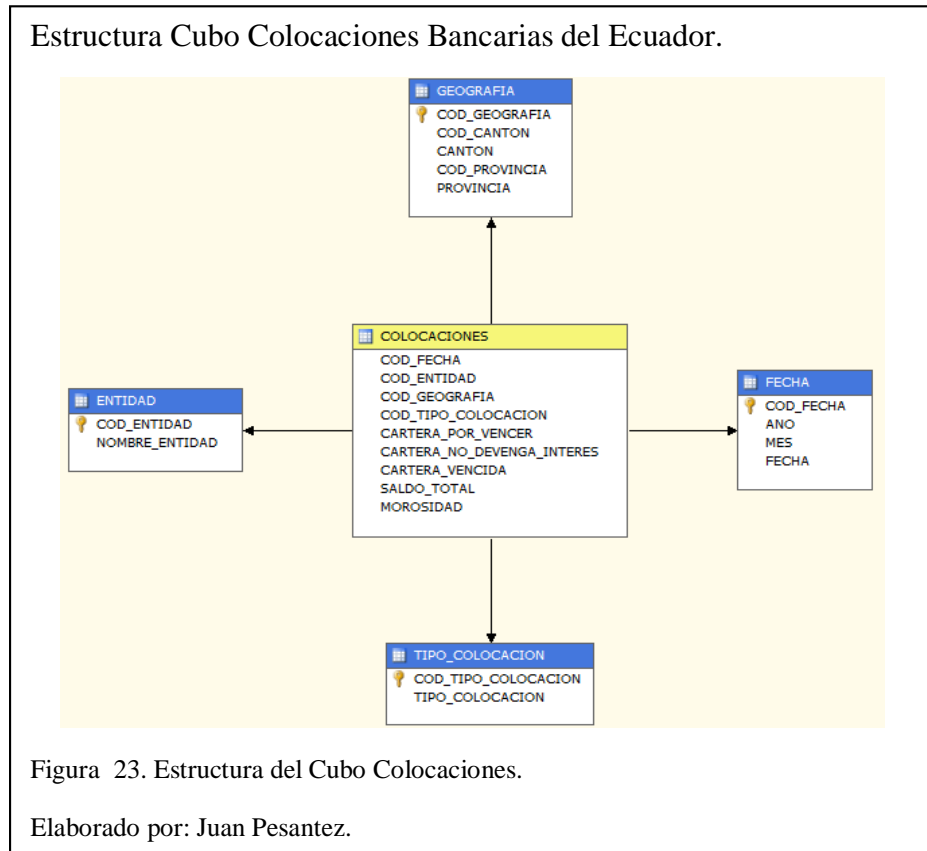 Estructura Cubo Colocaciones Bancarias del Ecuador.
GEOGRAFIA
COD_GEOGRAFIA
COD_CANTON
CANTON
COD_PROVINCIA
PROVINCIA
COLOCACIONES
COD_FECHA
COD_ENTIDAD
COD_GEOGRAFIA
COD_TIPO_COLOCACION
CARTERA_POR_VENCER
CARTERA_NO_DEVENGA_INTERES
CARTERA_VENCIDA
SALDO_TOTAL
MOROSIDAD
ENTIDAD
COD_ENTIDAD
NOMBRE_ENTIDAD
FECHA
COD_FECHA
ANO
MES
FECHA
TIPO_COLOCACION
COD_TIPO_COLOCACION
TIPO_COLOCACION
Figura 23. Estructura del Cubo Colocaciones.
Elaborado por: Juan Pesantez.